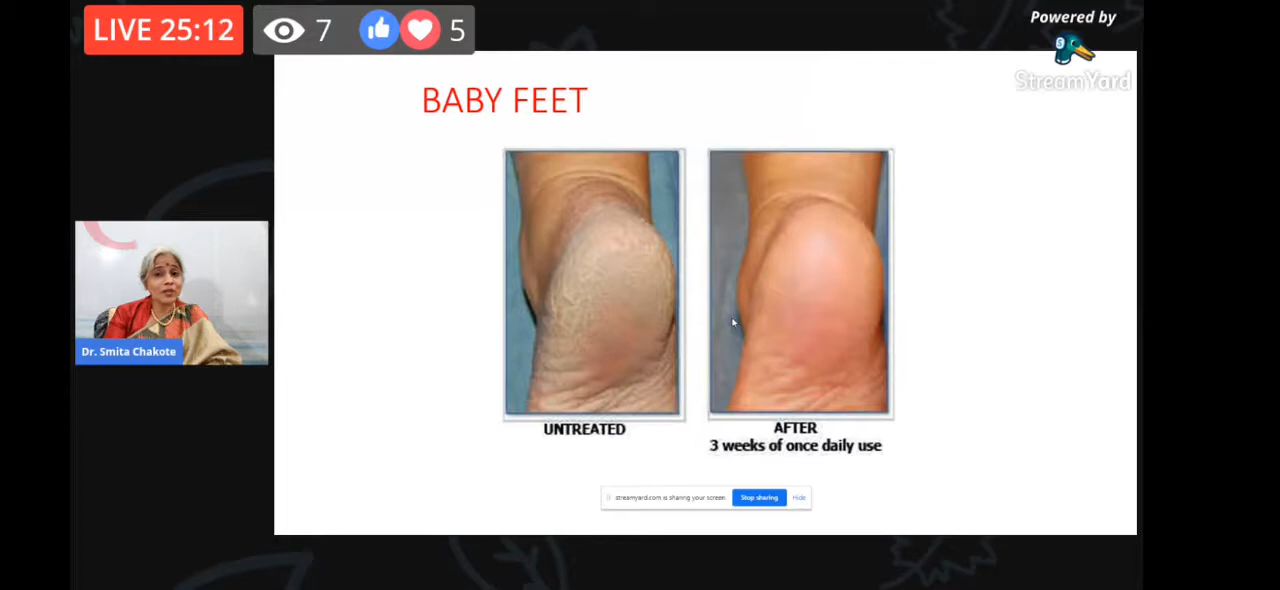 LIVE 25:12
7
5
Powered by
StreamYard
BABY FEET
Dr. Smita Chakote
UNTREATED
AFTER
3 weeks of once daily use
streamyard.com is sharing your screen.
Stop sharing
Hide